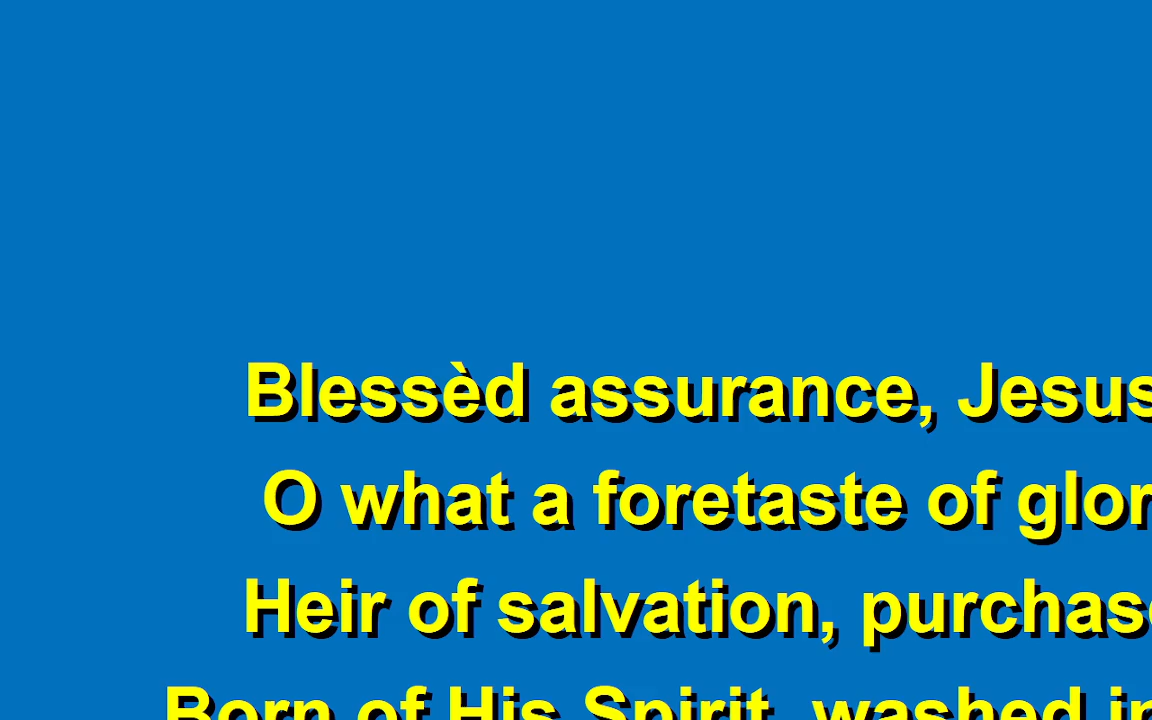 Blessèd assurance, Jesus
O what a foretaste of glor
Heir of salvation, purchase
Born of His Spirit, washed in